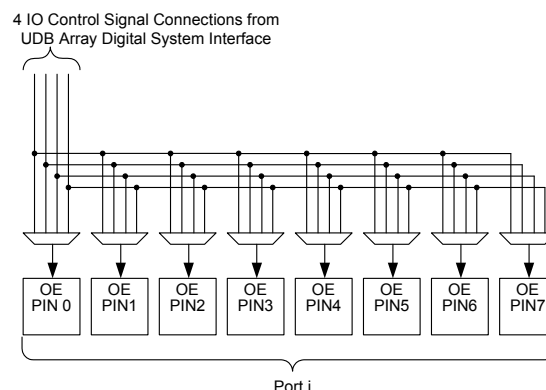 4 IO Control Signal Connections from
UDB Array Digital System Interface
OE OE OE OE OE OE OE OE
PIN 0 PIN1 PIN2 PIN3 PIN4 PIN5 PIN6 PIN7
Port i